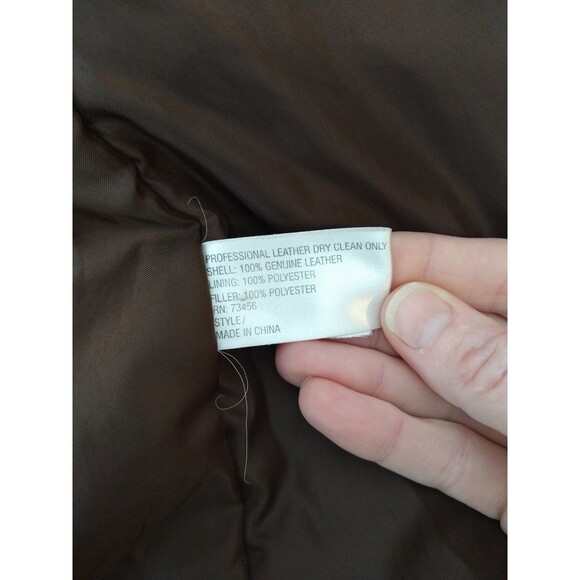 PROFESSIONAL LEATHER DRY CLEAN ONLY
SHELL: 100% GENUINE LEATHER
LINING: 100% POLYESTER
FILLER: 100% POLYESTER
RN: 73456
STYLE /
MADE IN CHINA